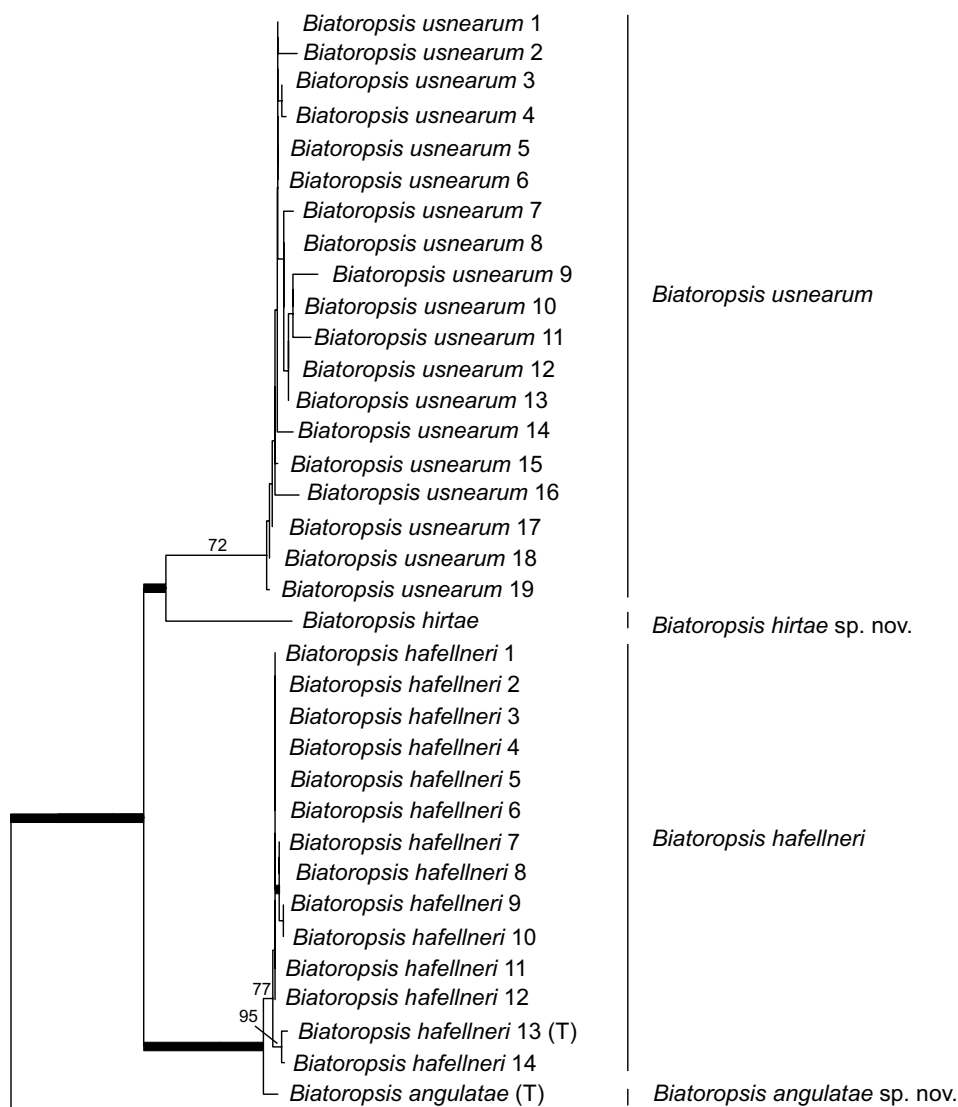 Biatoropsis usnearum 1
Biatoropsis usnearum 2
Biatoropsis usnearum 3
Biatoropsis usnearum 4
Biatoropsis usnearum 5
Biatoropsis usnearum 6
Biatoropsis usnearum 7
Biatoropsis usnearum 8
Biatoropsis usnearum 9
Biatoropsis usnearum
Biatoropsis usnearum 10
Biatoropsis usnearum 11
Biatoropsis usnearum 12
Biatoropsis usnearum 13
Biatoropsis usnearum 14
Biatoropsis usnearum 15
Biatoropsis usnearum 16
Biatoropsis usnearum 17
72
Biatoropsis usnearum 18
Biatoropsis usnearum 19
Biatoropsis hirtae
Biatoropsis hirtae sp. nov.
Biatoropsis hafellneri 1
Biatoropsis hafellneri 2
Biatoropsis hafellneri 3
Biatoropsis hafellneri 4
Biatoropsis hafellneri 5
Biatoropsis hafellneri 6
Biatoropsis hafellneri 7
Biatoropsis hafellneri
Biatoropsis hafellneri 8
Biatoropsis hafellneri 9
Biatoropsis hafellneri 10
Biatoropsis hafellneri 11
77
Biatoropsis hafellneri 12
95
Biatoropsis hafellneri 13 (T)
Biatoropsis hafellneri 14
Biatoropsis angulatae (T)
Biatoropsis angulatae sp. nov.